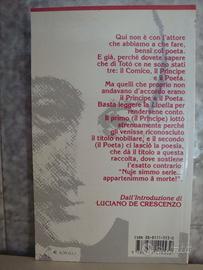 Qui non è con l'attore
che abbiamo a che fare,
bensì col poeta.
E già, perché dovete sapere
che di Totò ce ne sono stati
tre: il Comico, il Principe
e il Poeta.
Ma quelli che proprio non
andavano d'accordo erano
il Principe e il Poeta.
Basta leggere la Livella per
rendersene conto.
Il primo (il Principe) lottò
strenuamente perché
gli venisse riconosciuto
il titolo nobiliare, e il secondo
(il Poeta) ci lasciò la poesia,
che dà il titolo a questa
raccolta, dove sostiene
l'esatto contrario:
"Nuje simmo serie...
appartenimmo â morte!".
Dall'Introduzione di
LUCIANO DE CRESCENZO
ISBN